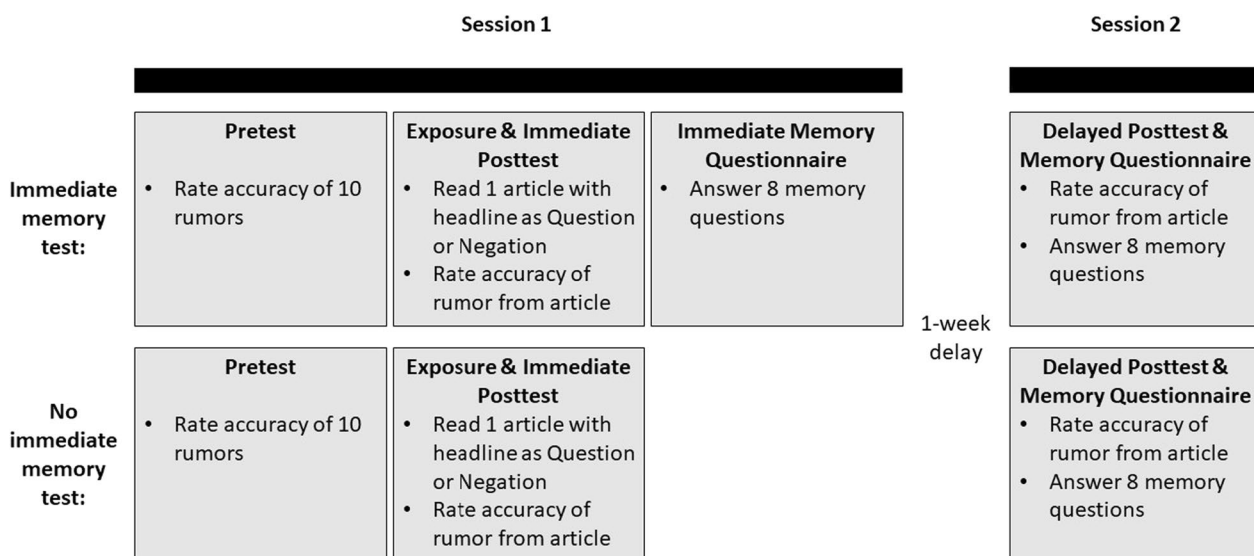 Session 1
Session 2
Immediate
memory
test:
Pretest
• Rate accuracy of 10
rumors
Exposure & Immediate
Posttest
• Read 1 article with
headline as Question
or Negation
• Rate accuracy of
rumor from article
Immediate Memory
Questionnaire
• Answer 8 memory
questions
1-week
delay
Delayed Posttest &
Memory Questionnaire
• Rate accuracy of
rumor from article
• Answer 8 memory
questions
No
immediate
memory
test:
Pretest
• Rate accuracy of 10
rumors
Exposure & Immediate
Posttest
• Read 1 article with
headline as Question
or Negation
• Rate accuracy of
rumor from article
Delayed Posttest &
Memory Questionnaire
• Rate accuracy of
rumor from article
• Answer 8 memory
questions